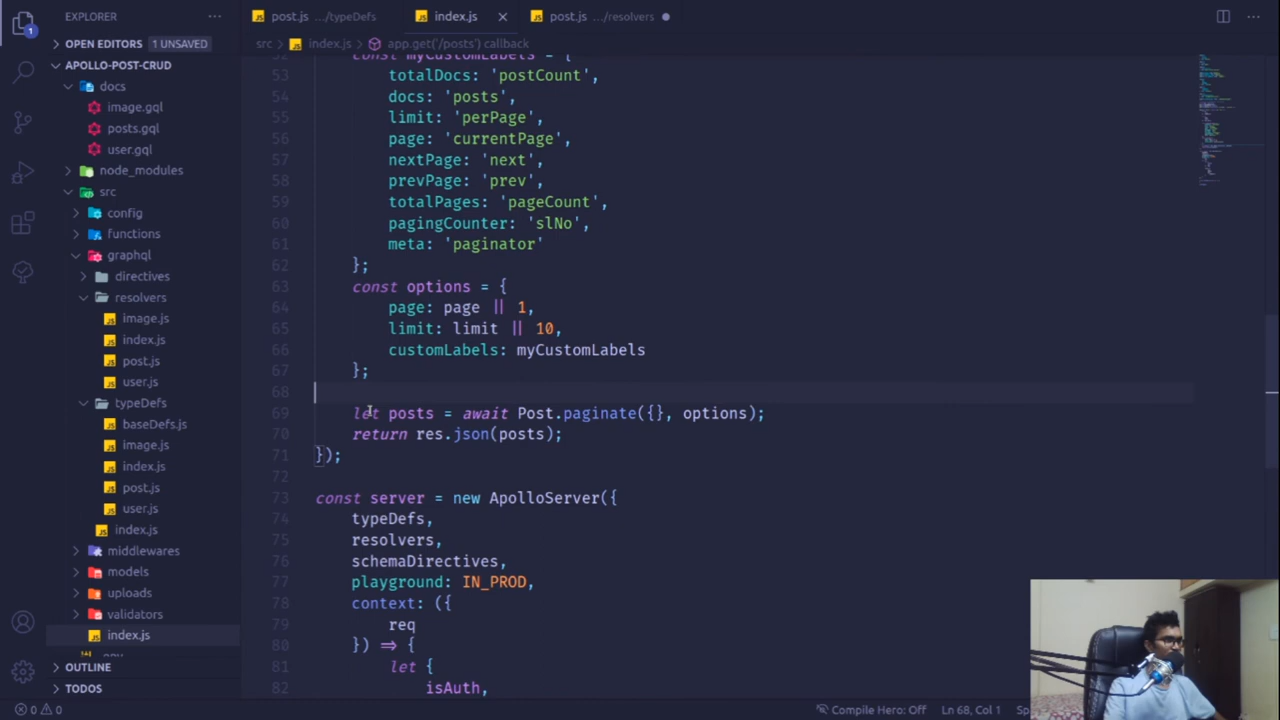 EXPLORER
OPEN EDITORS 1 UNSAVED
APOLLO-POST-CRUD
docs
image.gql
posts.gql
user.gql
node_modules
src
config
functions
graphql
directives
resolvers
image.js
index.js
post.js
user.js
typeDefs
baseDefs.js
image.js
index.js
post.js
user.js
index.js
middlewares
models
uploads
validators
index.js
OUTLINE
TODOS
post.js .../typeDefs
index.js
post.js .../resolvers
src > index.js > app.get('/posts') callback
52 const myCustomLabels = {
53 totalDocs: 'postCount',
54 docs: 'posts',
55 limit: 'perPage',
56 page: 'currentPage',
57 nextPage: 'next',
58 prevPage: 'prev',
59 totalPages: 'pageCount',
60 pagingCounter: 'slNo',
61 meta: 'paginator'
62 };
63 const options = {
64 page: page || 1,
65 limit: limit || 10,
66 customLabels: myCustomLabels
67 };
68
69 let posts = await Post.paginate({}, options);
70 return res.json(posts);
71 });
72
73 const server = new ApolloServer({
74 typeDefs,
75 resolvers,
76 schemaDirectives,
77 playground: IN_PROD,
78 context: ({
79 req
80 }) => {
81 let {
82 isAuth,
0 0
Compile Hero: Off
Ln 68, Col 1